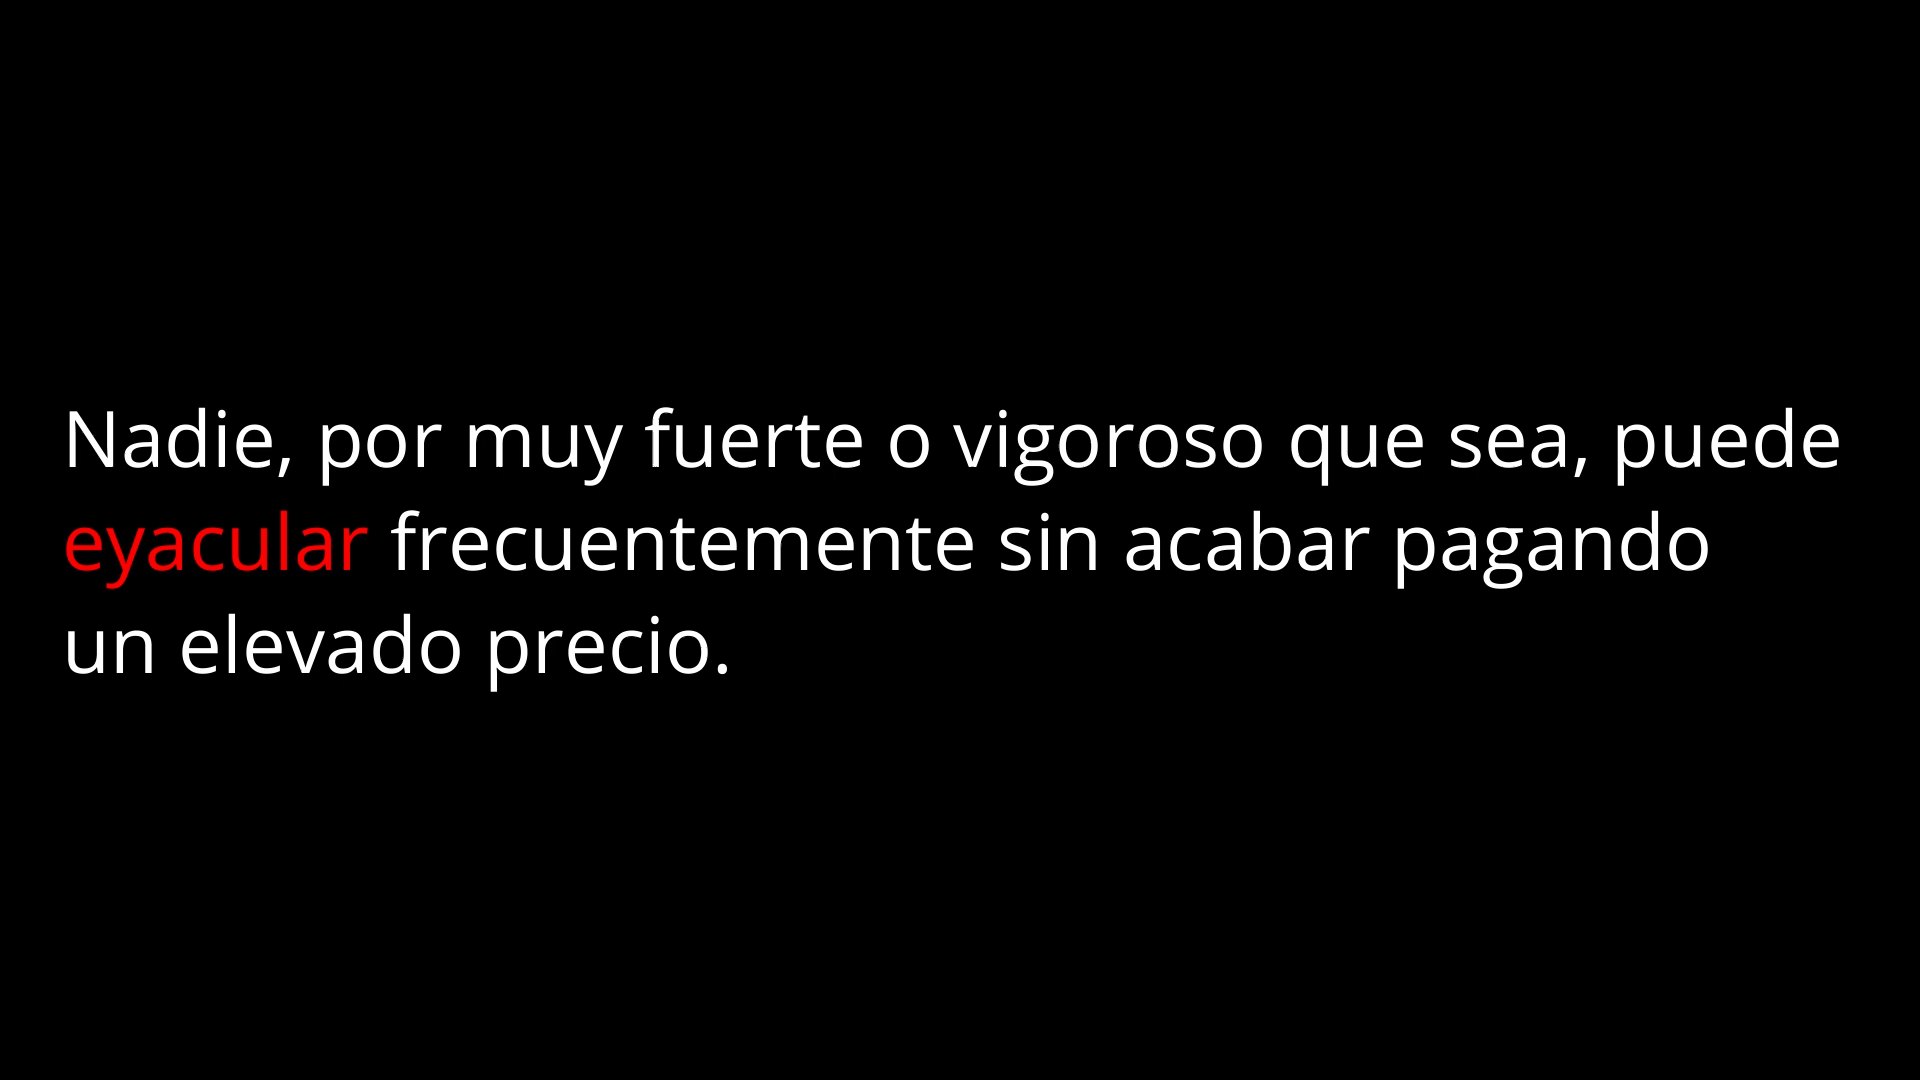 Nadie, por muy fuerte o vigoroso que sea, puede
eyacular frecuentemente sin acabar pagando
un elevado precio.